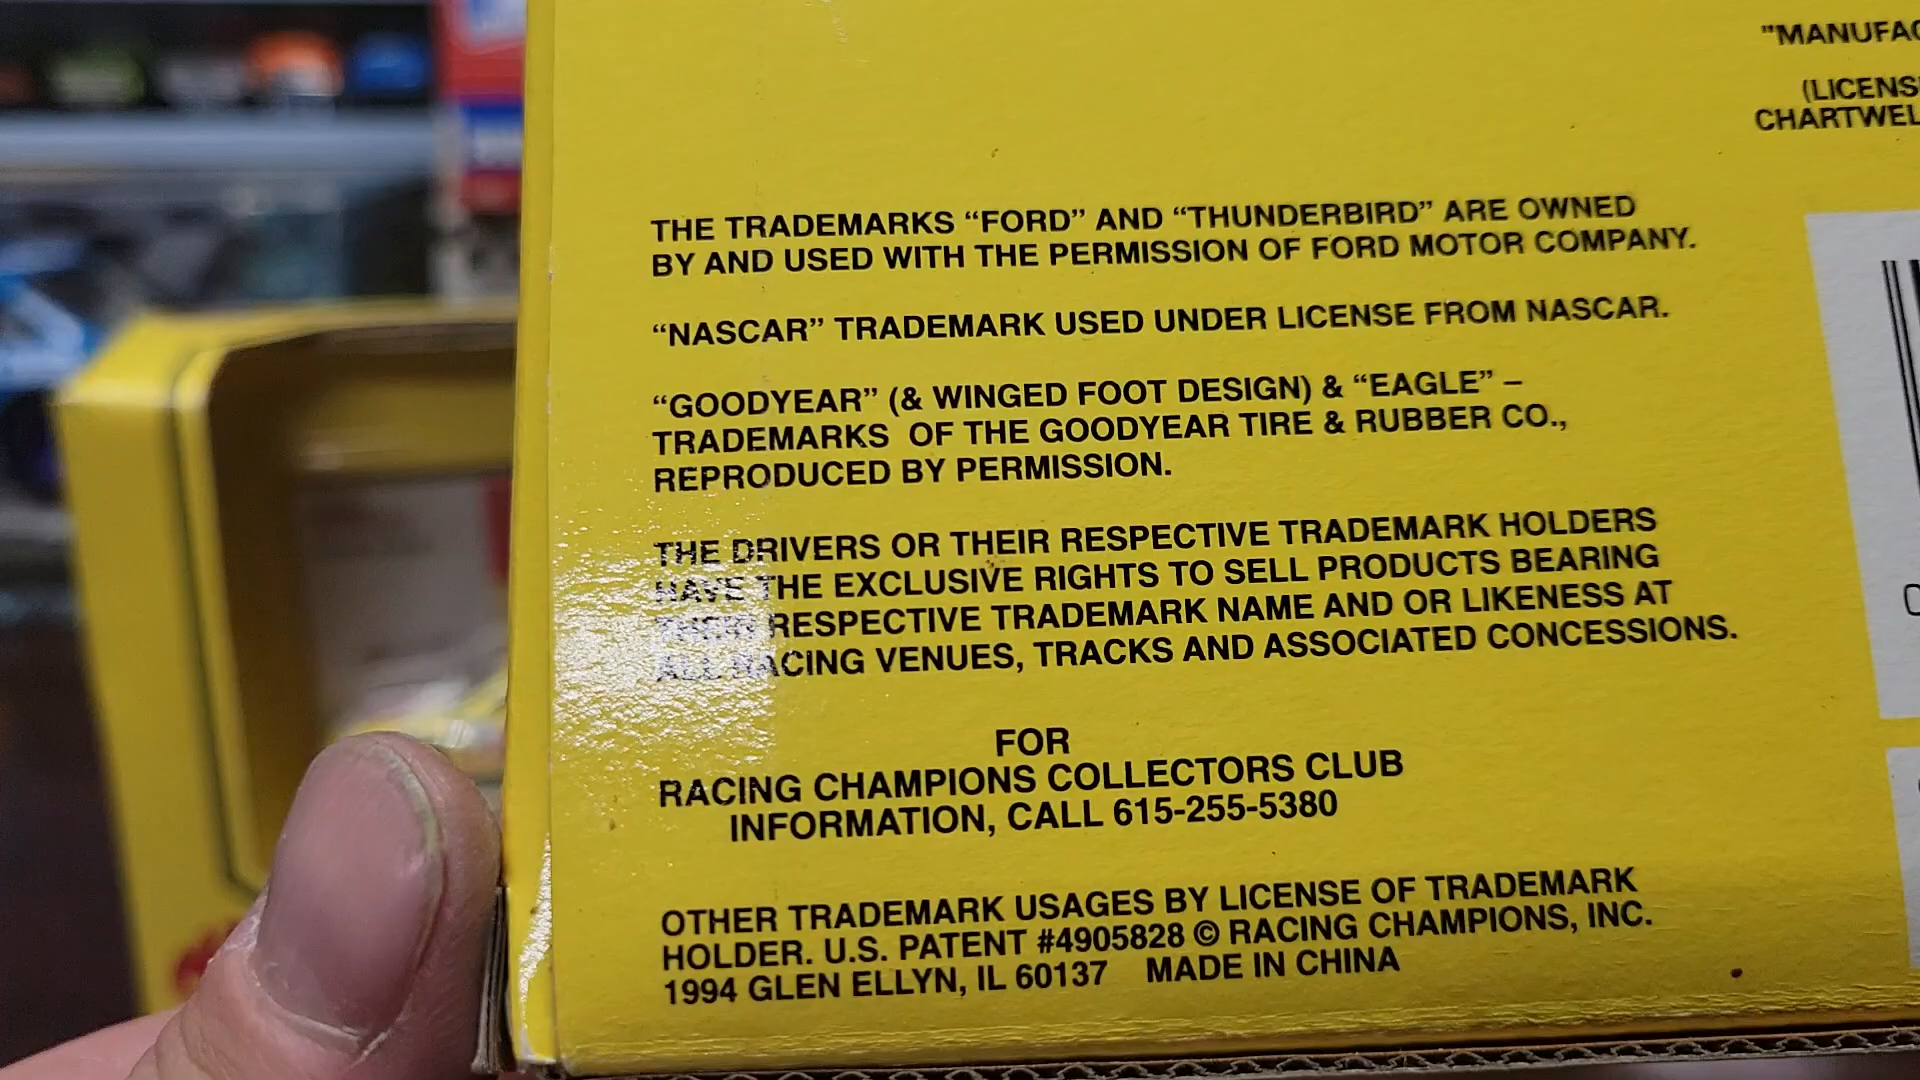 "MANUFAC
(LICENS
CHARTWEL
THE TRADEMARKS “FORD” AND “THUNDERBIRD” ARE OWNED
BY AND USED WITH THE PERMISSION OF FORD MOTOR COMPANY.
“NASCAR” TRADEMARK USED UNDER LICENSE FROM NASCAR.
“GOODYEAR” (& WINGED FOOT DESIGN) & “EAGLE” –
TRADEMARKS OF THE GOODYEAR TIRE & RUBBER CO.,
REPRODUCED BY PERMISSION.
THE DRIVERS OR THEIR RESPECTIVE TRADEMARK HOLDERS
HAVE THE EXCLUSIVE RIGHTS TO SELL PRODUCTS BEARING
THEIR RESPECTIVE TRADEMARK NAME AND OR LIKENESS AT
ALL RACING VENUES, TRACKS AND ASSOCIATED CONCESSIONS.
FOR
RACING CHAMPIONS COLLECTORS CLUB
INFORMATION, CALL 615-255-5380
OTHER TRADEMARK USAGES BY LICENSE OF TRADEMARK
HOLDER. U.S. PATENT #4905828 © RACING CHAMPIONS, INC.
1994 GLEN ELLYN, IL 60137 MADE IN CHINA